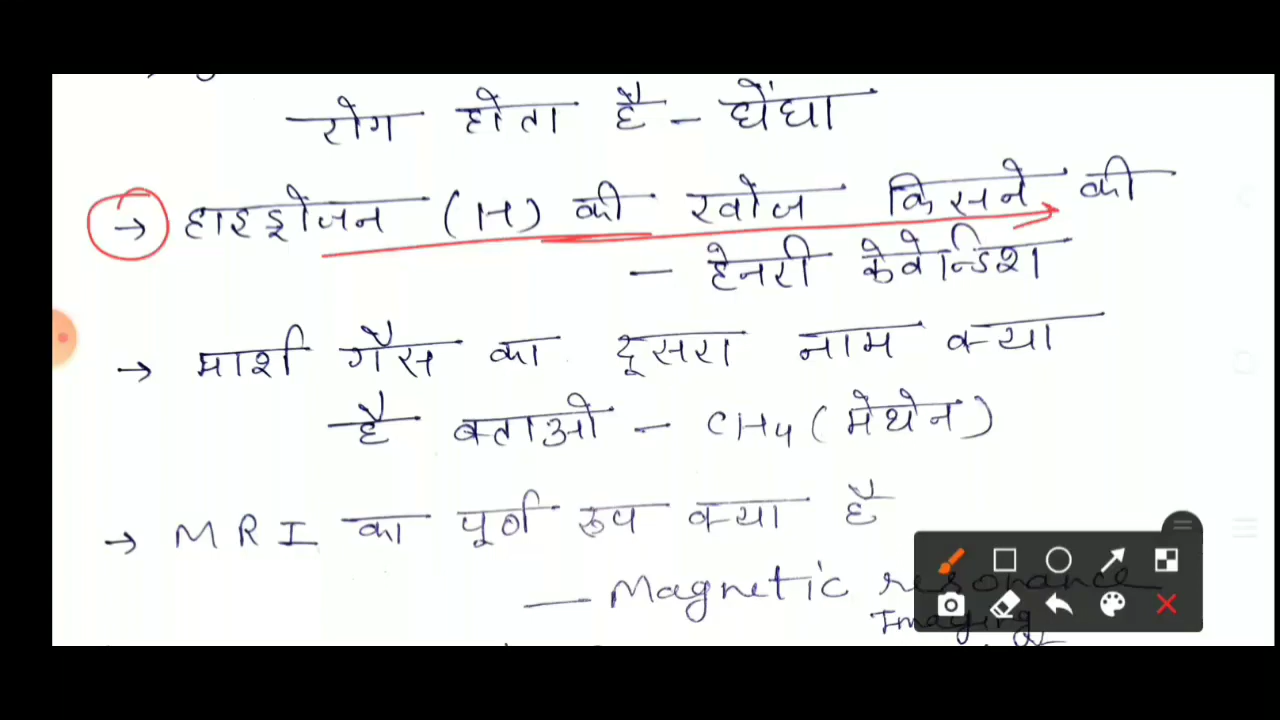 रोग होता है - घेंघा
→ हाइड्रोजन (H) की खोज किसने की
- हेनरी केवेन्डिश
→ मार्श गैस का दूसरा नाम क्या
है बताओ - CH4 (मेथेन)
→ MRI का पूर्ण रूप क्या है
- Magnetic resonance
Imaging